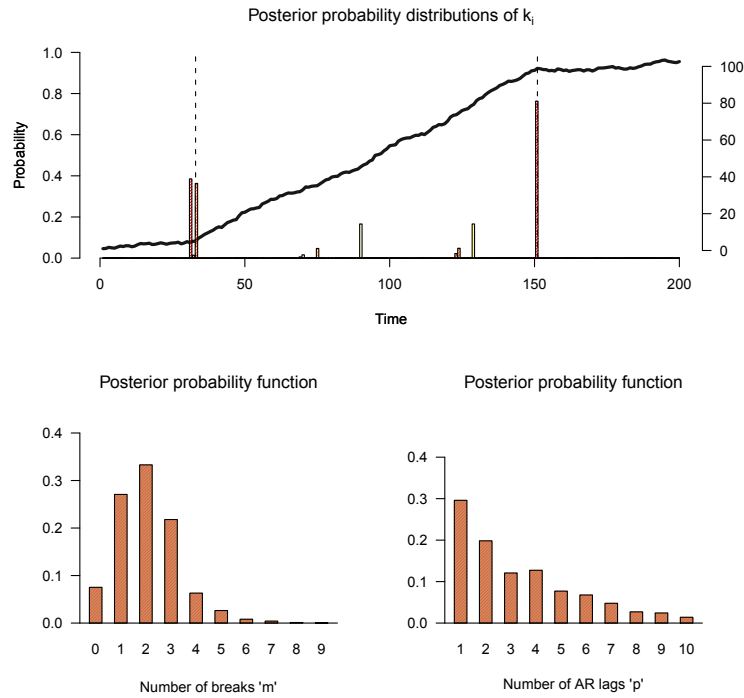 Posterior probability distributions of kᵢ
1.0
0.8
0.6
0.4
0.2
0.0
Probability
100
80
60
40
20
0
0 50 100 150 200
Time
Posterior probability function
0.4
0.3
0.2
0.1
0.0
0 1 2 3 4 5 6 7 8 9
Number of breaks 'm'
Posterior probability function
0.4
0.3
0.2
0.1
0.0
1 2 3 4 5 6 7 8 9 10
Number of AR lags 'p'